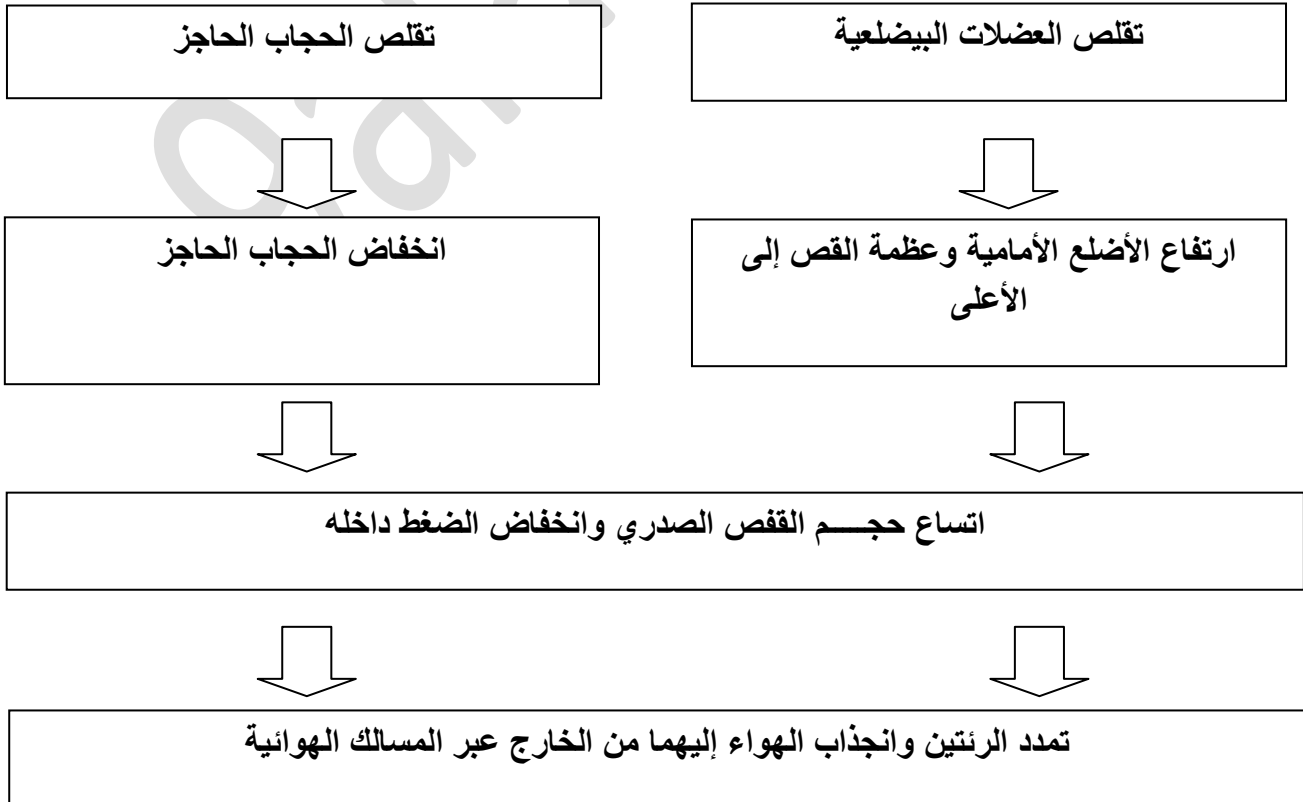 تقلص العضلات البيضلعية
تقلص الحجاب الحاجز
ارتفاع الأضلع الأمامية وعظمة القص إلى
الأعلى
انخفاض الحجاب الحاجز
اتساع حجـــــم القفص الصدري وانخفاض الضغط داخله
تمدد الرئتين وانجذاب الهواء إليهما من الخارج عبر المسالك الهوائية